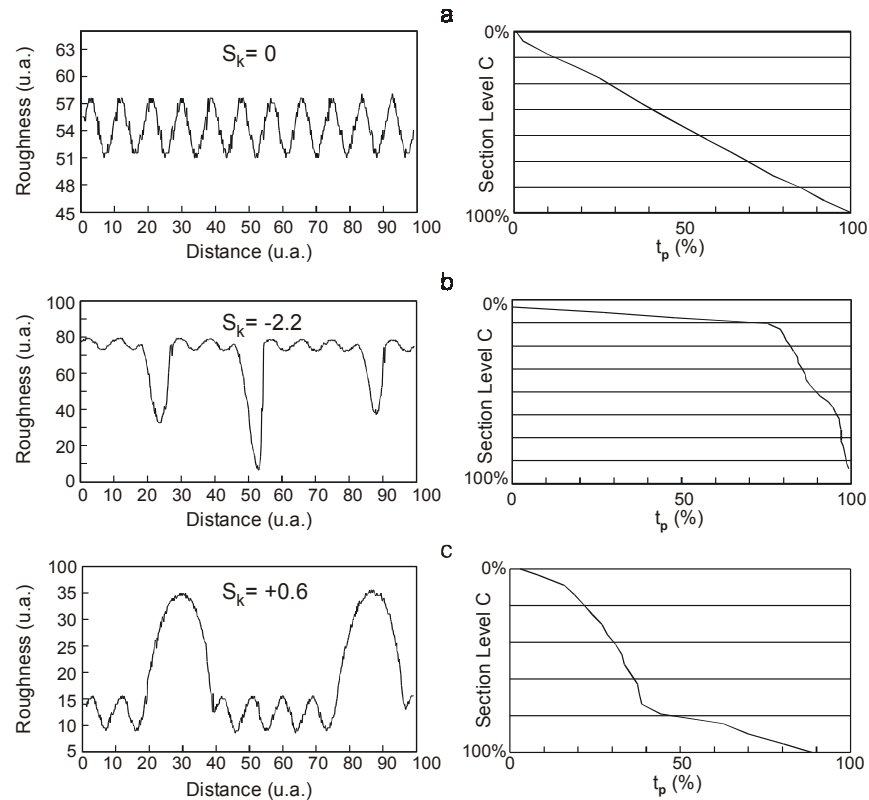 a
S_k= 0
Roughness (u.a.)
63
60
57
54
51
48
45
0 10 20 30 40 50 60 70 80 90 100
Distance (u.a.)
Section Level C
0%
100%
0 50 100
t_p (%)
b
S_k= -2.2
Roughness (u.a.)
100
80
60
40
20
0
0 10 20 30 40 50 60 70 80 90 100
Distance (u.a.)
Section Level C
0%
100%
0 50 100
t_p (%)
c
S_k= +0.6
Roughness (u.a.)
100
35
30
25
20
15
10
5
0 10 20 30 40 50 60 70 80 90 100
Distance (u.a.)
Section Level C
0%
100%
0 50 100
t_p (%)